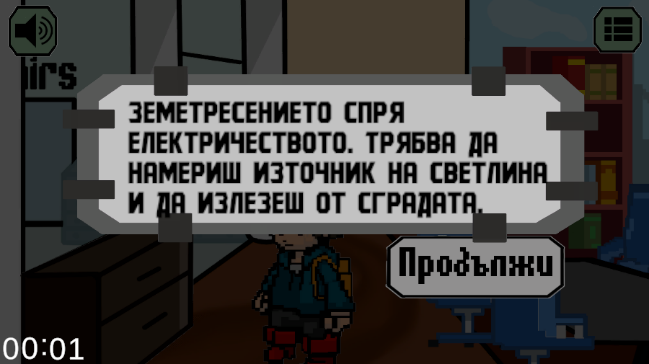 irs
ЗЕМЕТРЕСЕНИЕТО СПРЯ
ЕЛЕКТРИЧЕСТВОТО. ТРЯБВА ДА
НАМЕРИШ ИЗТОЧНИК НА СВЕТЛИНА
И ДА ИЗЛЕЗЕШ ОТ СГРАДАТА.
Продължи
00:01